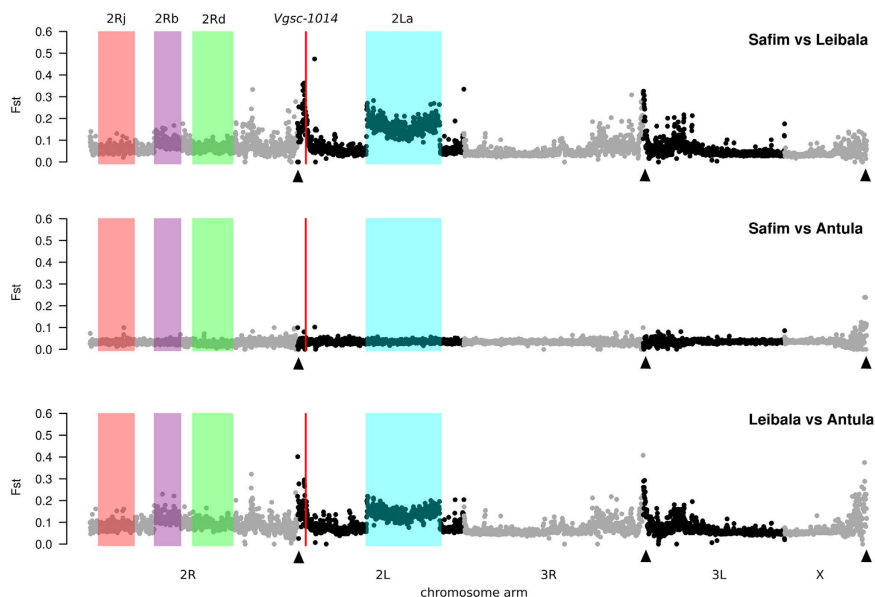 2Rj 2Rb 2Rd Vgsc-1014 2La
Safim vs Leibala
0.6
0.5
0.4
0.3
0.2
0.1
0.0
Fst
Safim vs Antula
0.6
0.5
0.4
0.3
0.2
0.1
0.0
Fst
Leibala vs Antula
0.6
0.5
0.4
0.3
0.2
0.1
0.0
Fst
2R 2L 3R 3L X
chromosome arm